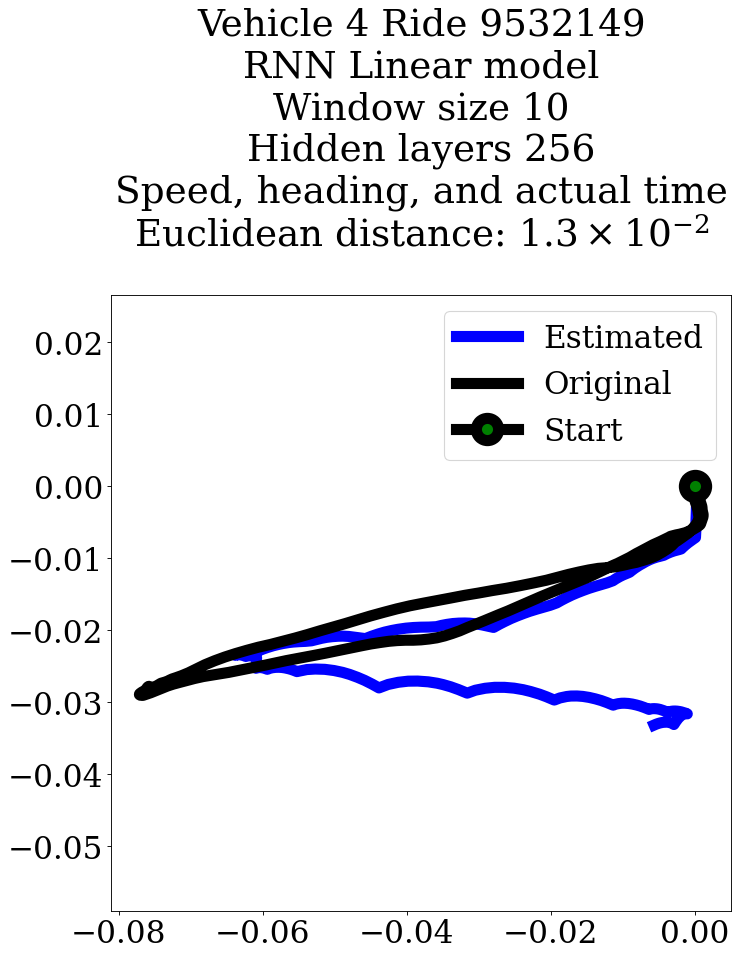 Vehicle 4 Ride 9532149
RNN Linear model
Window size 10
Hidden layers 256
Speed, heading, and actual time
Euclidean distance: 1.3 × 10⁻²
Estimated
Original
Start
0.02
0.01
0.00
−0.01
−0.02
−0.03
−0.04
−0.05
−0.08 −0.06 −0.04 −0.02 0.00